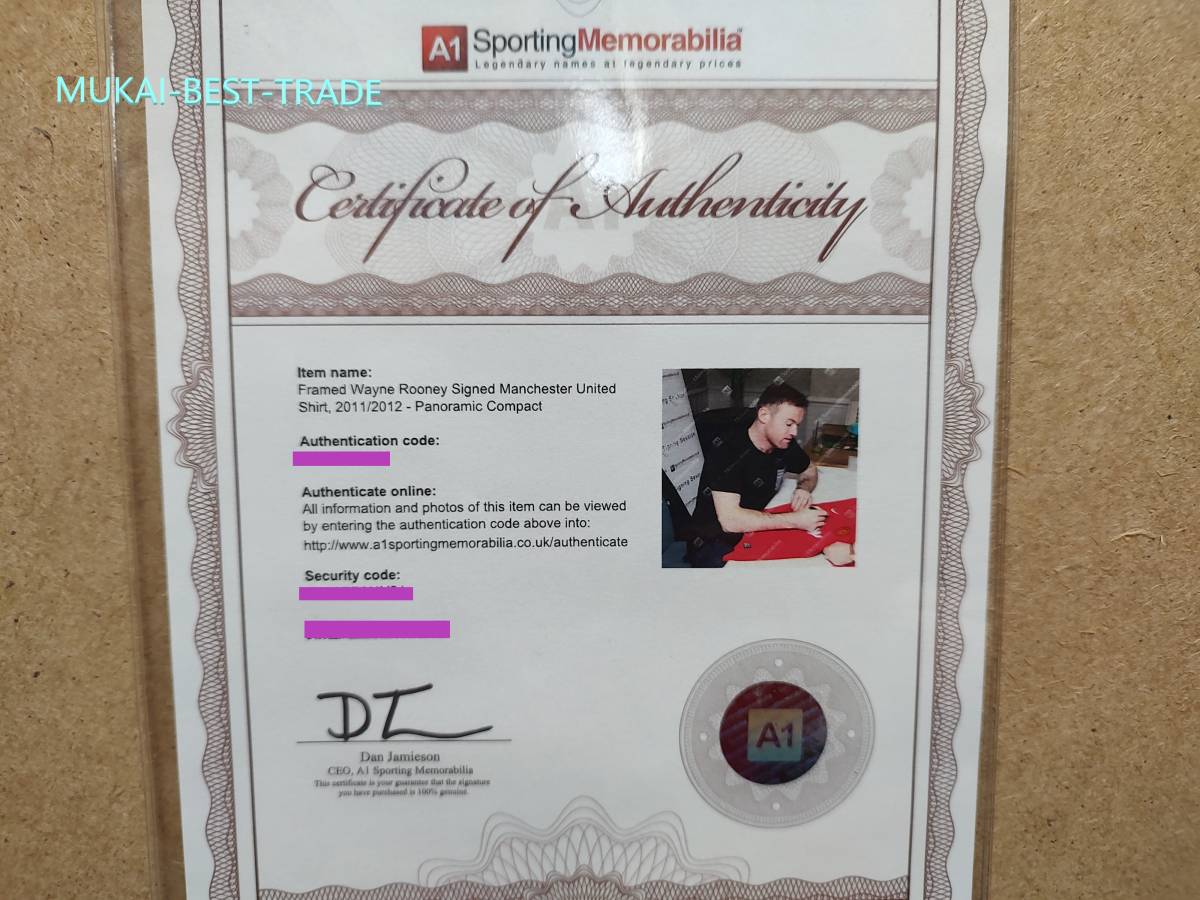 A1 SportingMemorabilia
Legendary names at legendary prices
MUKAI-BEST-TRADE
Certificate of Authenticity
Item name:
Framed Wayne Rooney Signed Manchester United
Shirt, 2011/2012 - Panoramic Compact
Authentication code:
Authenticate online:
All information and photos of this item can be viewed
by entering the authentication code above into:
http://www.a1sportingmemorabilia.co.uk/authenticate
Security code:
Dan Jamieson
CEO, A1 Sporting Memorabilia
This certificate is your guarantee that the signature
you have purchased is 100% genuine.
A1